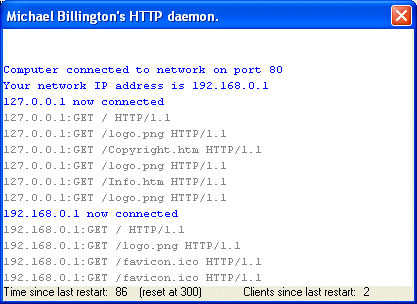 Michael Billington's HTTP daemon.
Computer connected to network on port 80
Your network IP address is 192.168.0.1
127.0.0.1 now connected
127.0.0.1:GET / HTTP/1.1
127.0.0.1:GET /logo.png HTTP/1.1
127.0.0.1:GET /Copyright.htm HTTP/1.1
127.0.0.1:GET /logo.png HTTP/1.1
127.0.0.1:GET /Info.htm HTTP/1.1
127.0.0.1:GET /logo.png HTTP/1.1
192.168.0.1 now connected
192.168.0.1:GET / HTTP/1.1
192.168.0.1:GET /logo.png HTTP/1.1
192.168.0.1:GET /favicon.ico HTTP/1.1
192.168.0.1:GET /favicon.ico HTTP/1.1
Time since last restart: 86 (reset at 300) Clients since last restart: 2